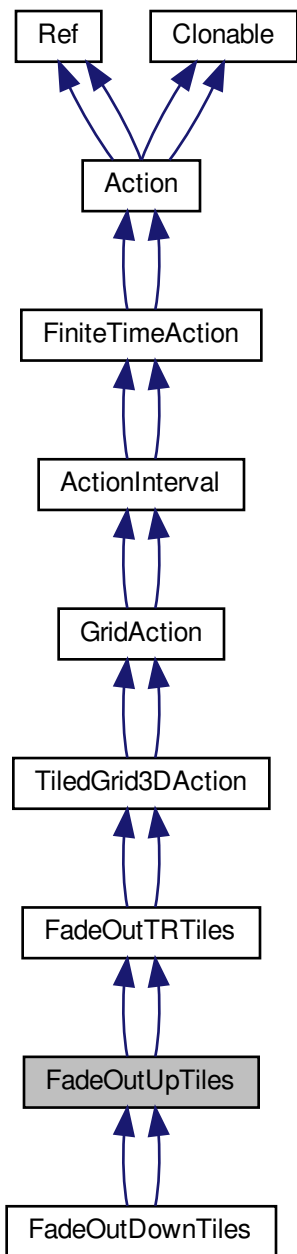 Ref
Clonable
Action
FiniteTimeAction
ActionInterval
GridAction
TiledGrid3DAction
FadeOutTRTiles
FadeOutUpTiles
FadeOutDownTiles